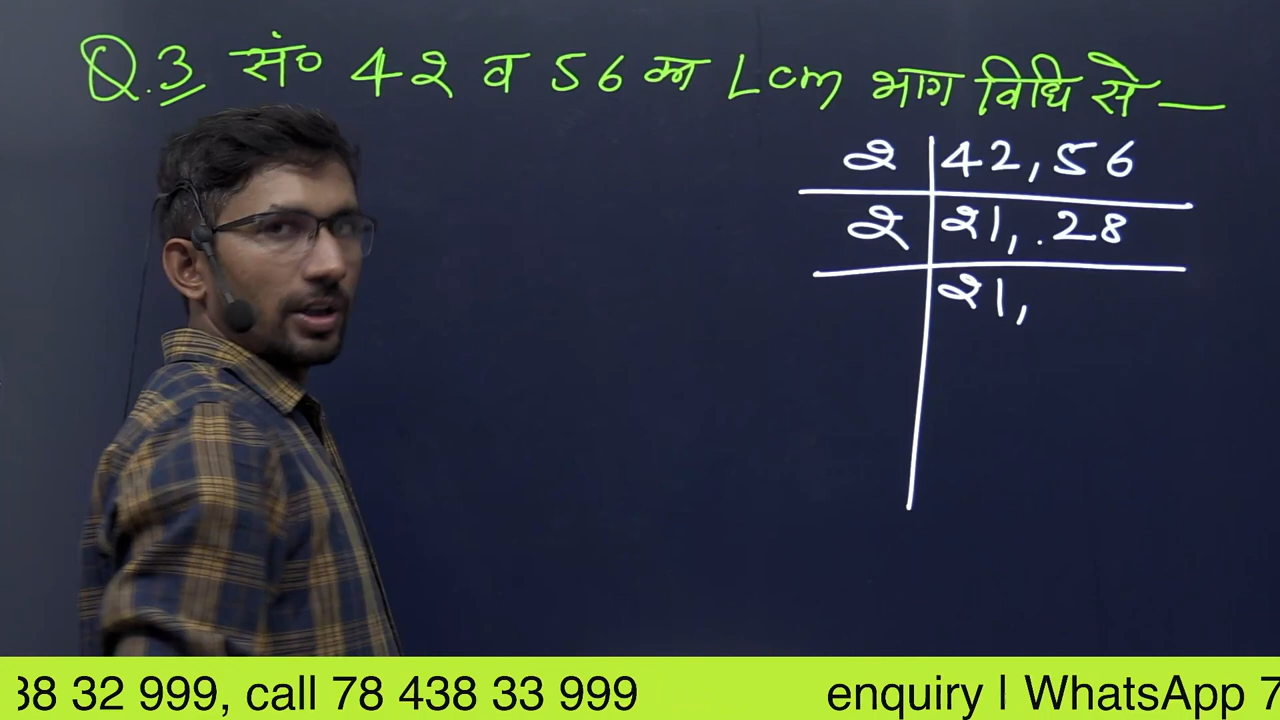 Q.3 सं० 42 व 56 का Lcm भाग विधि से —
2 | 42, 56
2 | 21, 28
21,
38 32 999, call 78 438 33 999 enquiry | WhatsApp 7